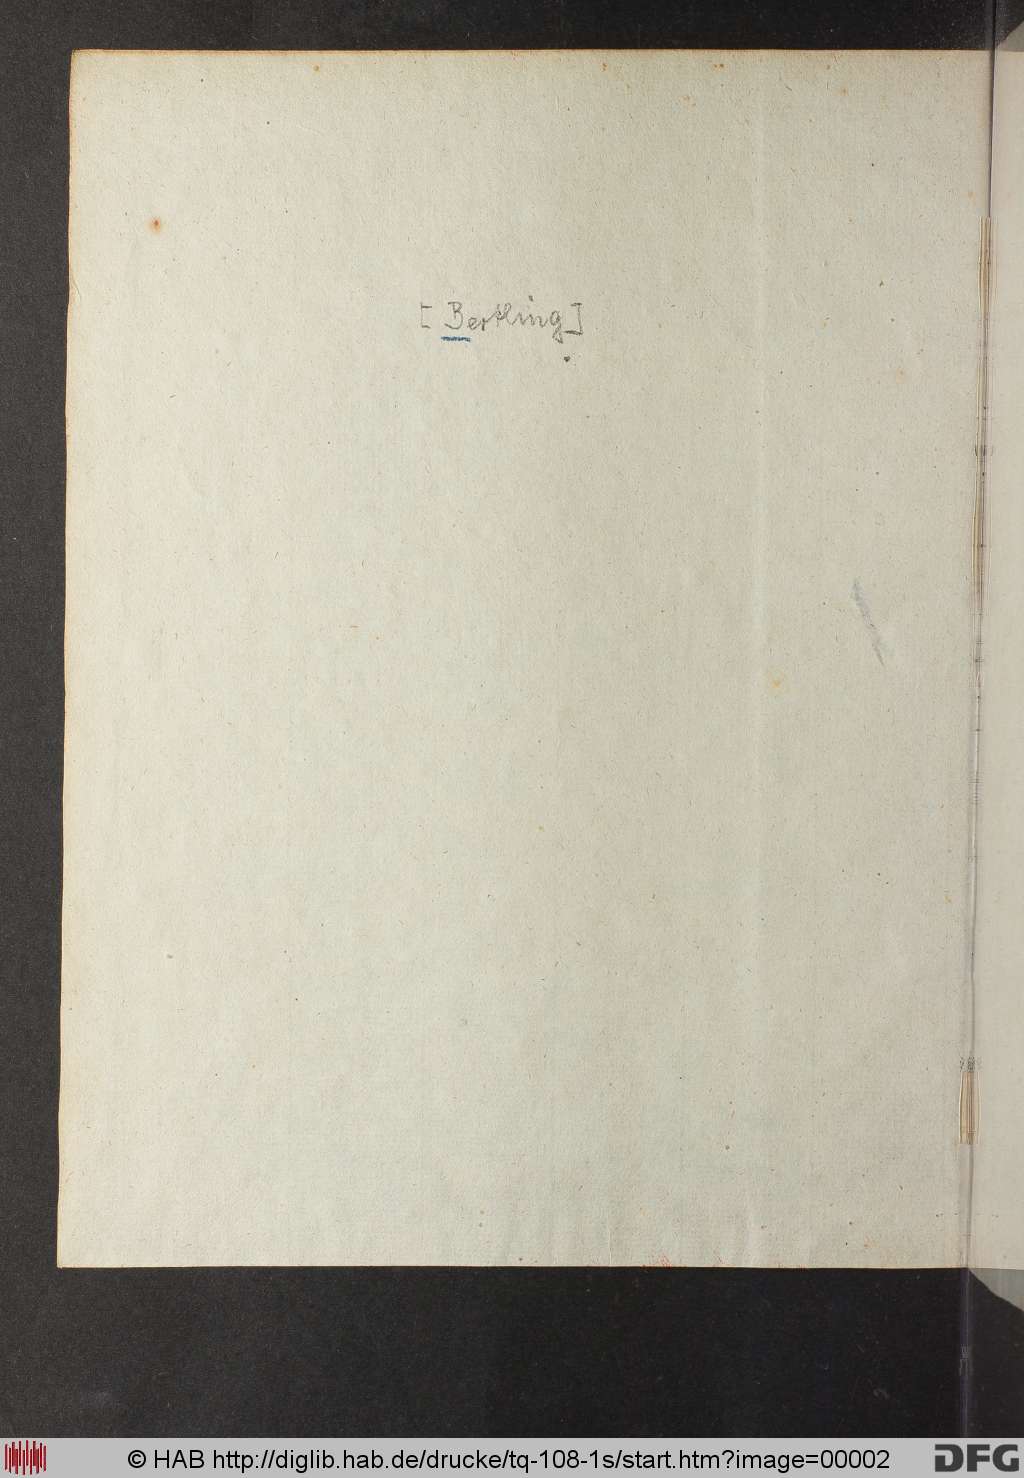 [Bertling]
© HAB http://diglib.hab.de/drucke/tq-108-1s/start.htm?image=00002
DFG